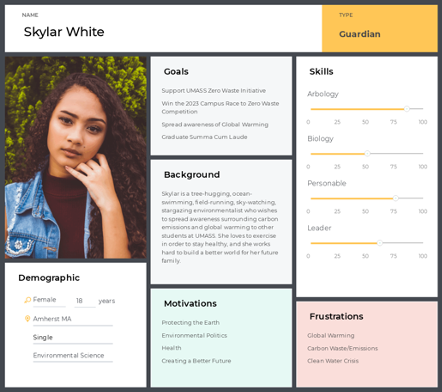 NAME
Skylar White
TYPE
Guardian
Goals
Support UMASS Zero Waste Initiative
Win the 2023 Campus Race to Zero Waste
Competition
Spread awareness of Global Warming
Graduate Summa Cum Laude
Background
Skylar is a tree-hugging, ocean-
swimming, field-running, sky-watching,
stargazing environmentalist who wishes
to spread awareness surrounding carbon
emissions and global warming to other
students at UMASS. She loves to exercise
in order to stay healthy, and she works
hard to build a better world for her future
family.
Motivations
Protecting the Earth
Environmental Politics
Health
Creating a Better Future
Skills
Arbology
0 25 50 75 100
Biology
0 25 50 75 100
Personable
0 25 50 75 100
Leader
0 25 50 75 100
Frustrations
Global Warming
Carbon Waste/Emissions
Clean Water Crisis
Demographic
Female 18 years
Amherst MA
Single
Environmental Science